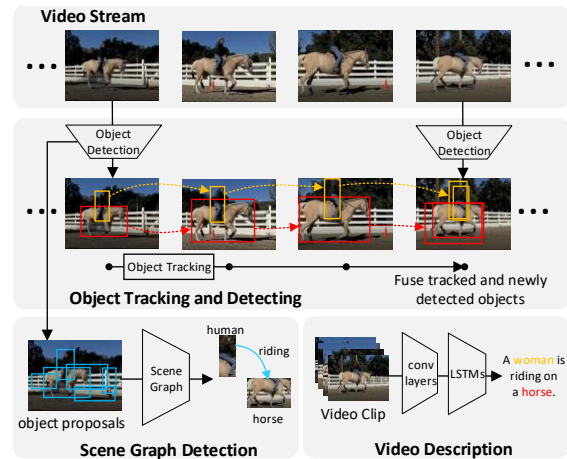 Video Stream
Object
Detection
Object
Detection
Object Tracking
Fuse tracked and newly
detected objects
Object Tracking and Detecting
object proposals
Scene
Graph
human
riding
horse
Scene Graph Detection
Video Clip
conv
layers
LSTMs
A woman is
riding on
a horse.
Video Description